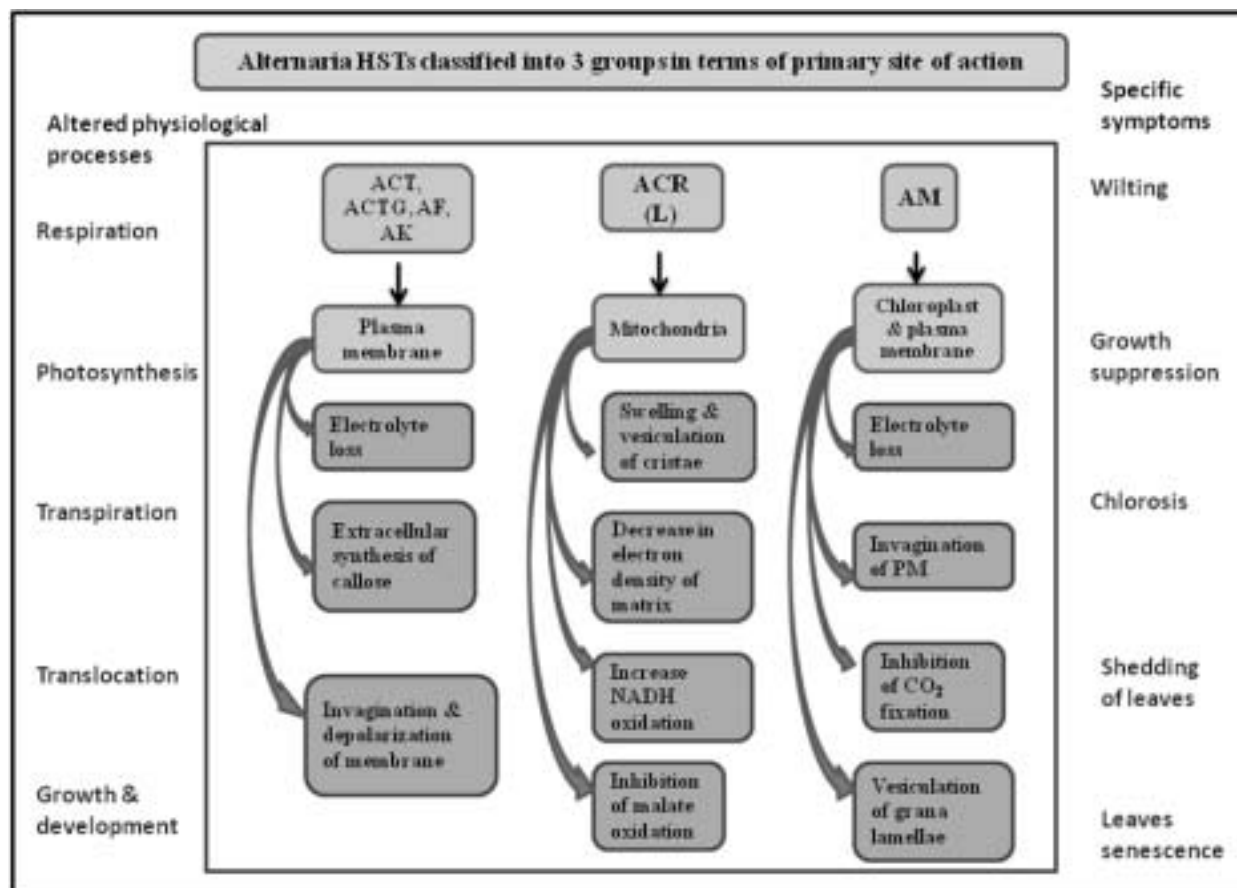 Alternaria HSTs classified into 3 groups in terms of primary site of action
Altered physiological
processes
Respiration
Photosynthesis
Transpiration
Translocation
Growth &
development
ACT,
ACTG, AF,
AK
Plasma
membrane
Electrolyte
loss
Extracellular
synthesis of
callose
Invagination &
depolarization
of membrane
ACR
(L)
Mitochondria
Swelling &
vesiculation
of cristae
Decrease in
electron
density of
matrix
Increase
NADH
oxidation
Inhibition
of malate
oxidation
AM
Chloroplast
& plasma
membrane
Electrolyte
loss
Invagination
of PM
Inhibition
of CO₂
fixation
Vesiculation
of grana
lamellae
Specific
symptoms
Wilting
Growth
suppression
Chlorosis
Shedding
of leaves
Leaves
senescence